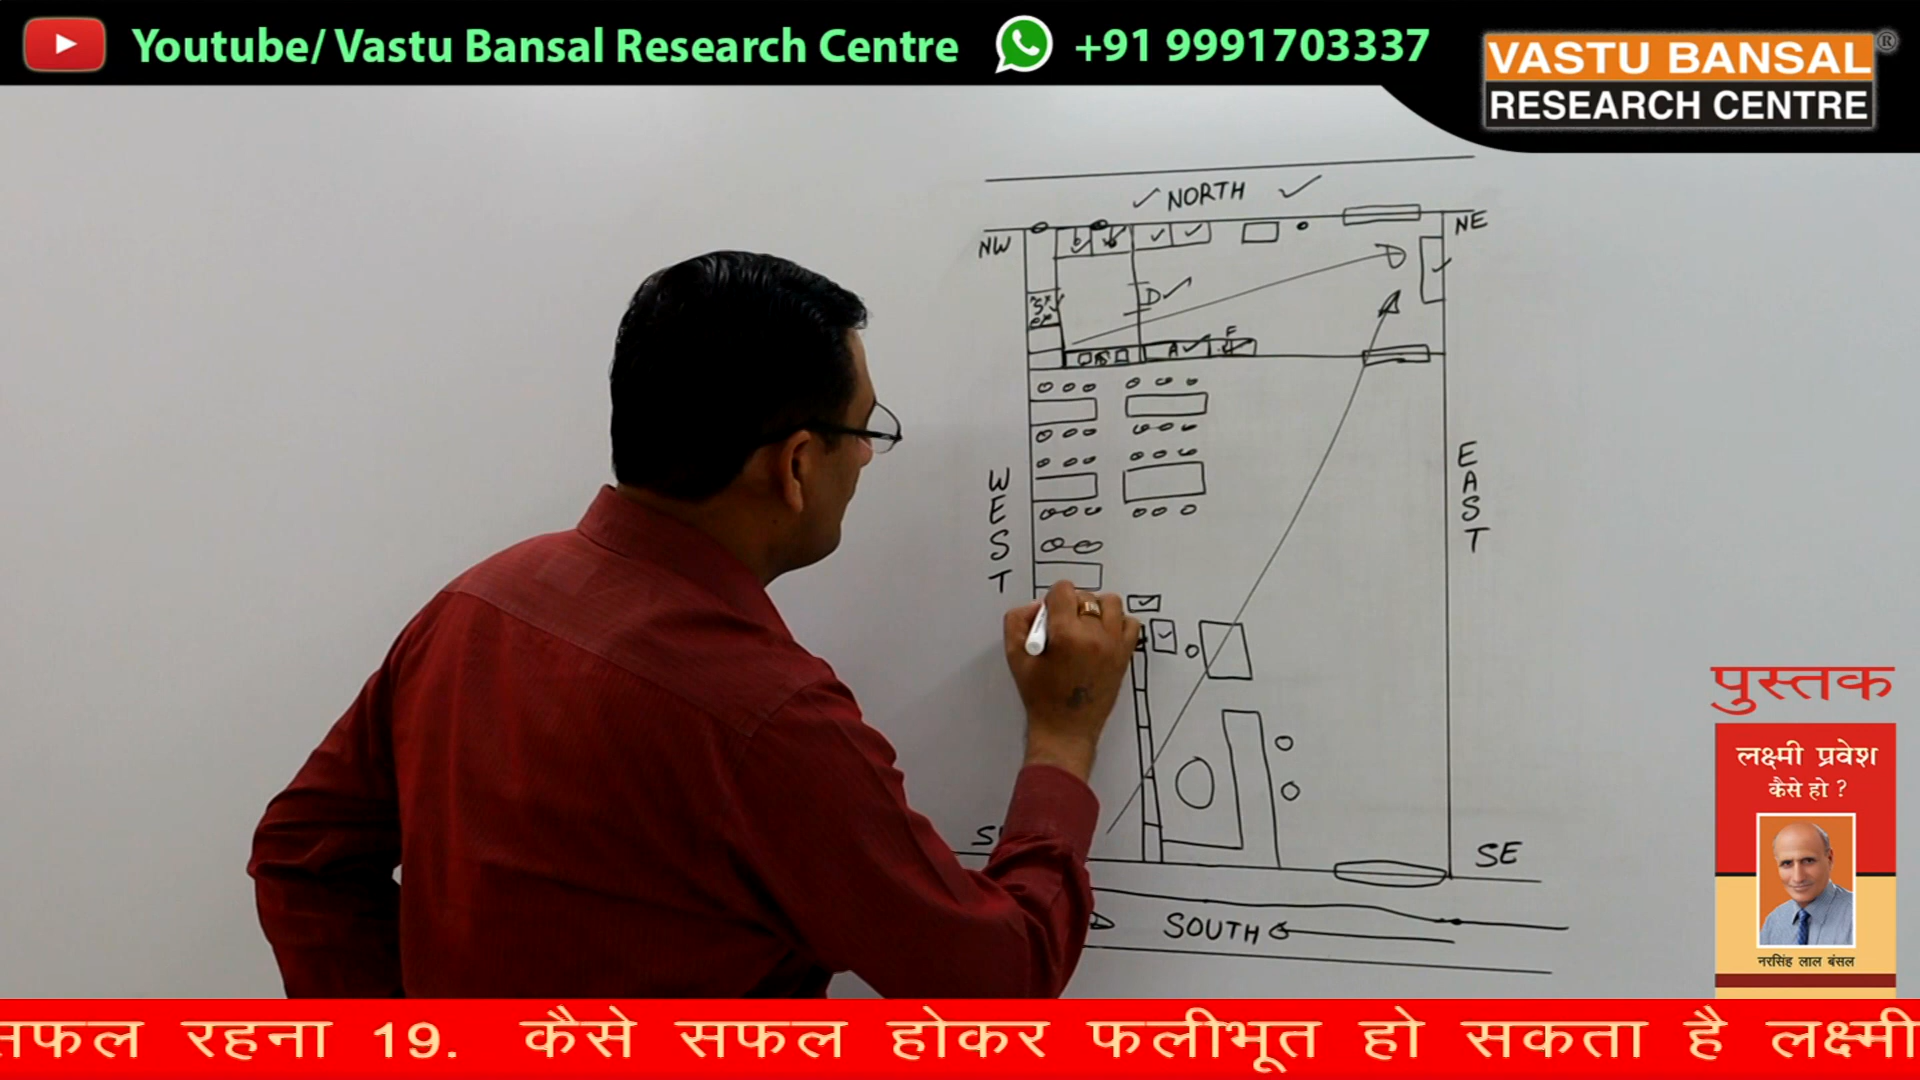 Youtube/ Vastu Bansal Research Centre
+91 9991703337
VASTU BANSAL®
RESEARCH CENTRE
NORTH
NW
NE
D
A
F
WEST
EAST
SE
SOUTH
पुस्तक
लक्ष्मी प्रवेश
कैसे हो ?
नरसिंह लाल बंसल
सफल रहना 19. कैसे सफल होकर फलीभूत हो सकता है लक्ष्मी